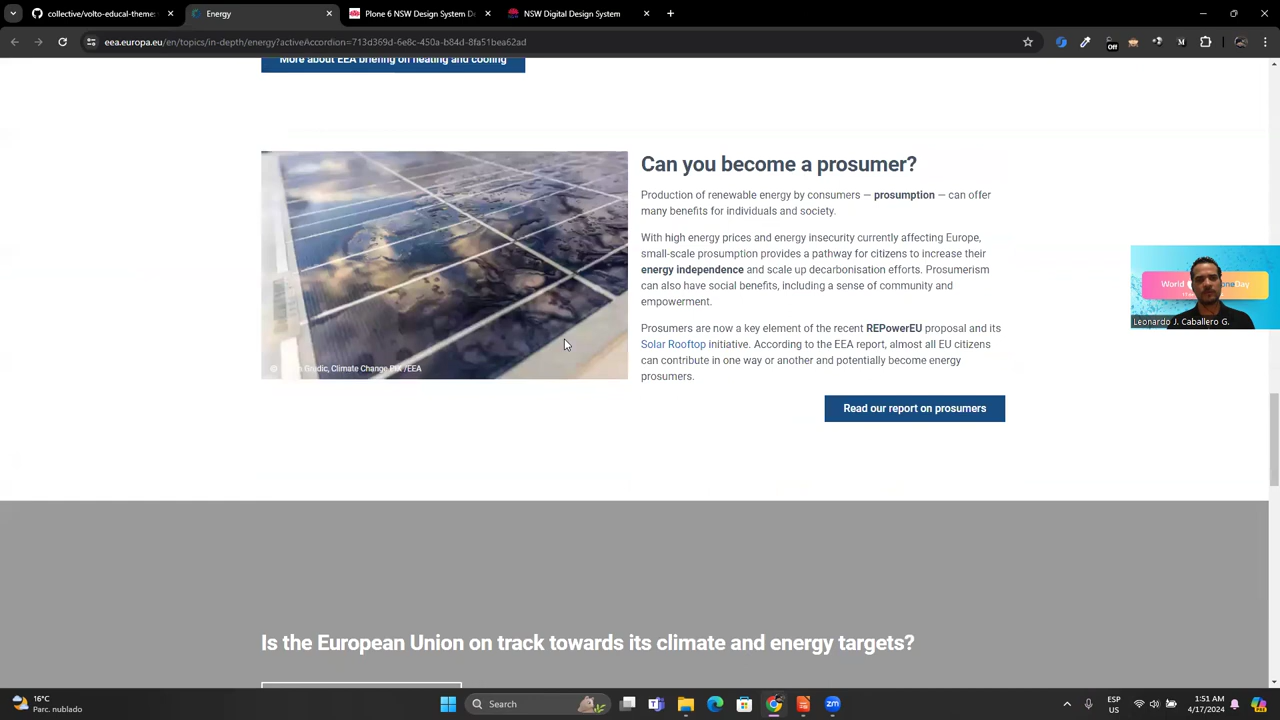 collective/volto-educal-theme:
Energy
Plone 6 NSW Design System D
NSW Digital Design System
eea.europa.eu/en/topics/in-depth/energy?activeAccordion=713d369d-6e8c-450a-b84d-8fa51bea62ad
Off
More about EEA briefing on heating and cooling
Can you become a prosumer?
Production of renewable energy by consumers — prosumption — can offer
many benefits for individuals and society.
With high energy prices and energy insecurity currently affecting Europe,
small-scale prosumption provides a pathway for citizens to increase their
energy independence and scale up decarbonisation efforts. Prosumerism
can also have social benefits, including a sense of community and
empowerment.
Prosumers are now a key element of the recent REPowerEU proposal and its
Solar Rooftop initiative. According to the EEA report, almost all EU citizens
can contribute in one way or another and potentially become energy
prosumers.
Read our report on prosumers
Climate Change PIX /EEA
World
Day
Leonardo J. Caballero G.
Is the European Union on track towards its climate and energy targets?
16°C
Parc. nublado
Search
zm
ESP
US
1:51 AM
4/17/2024